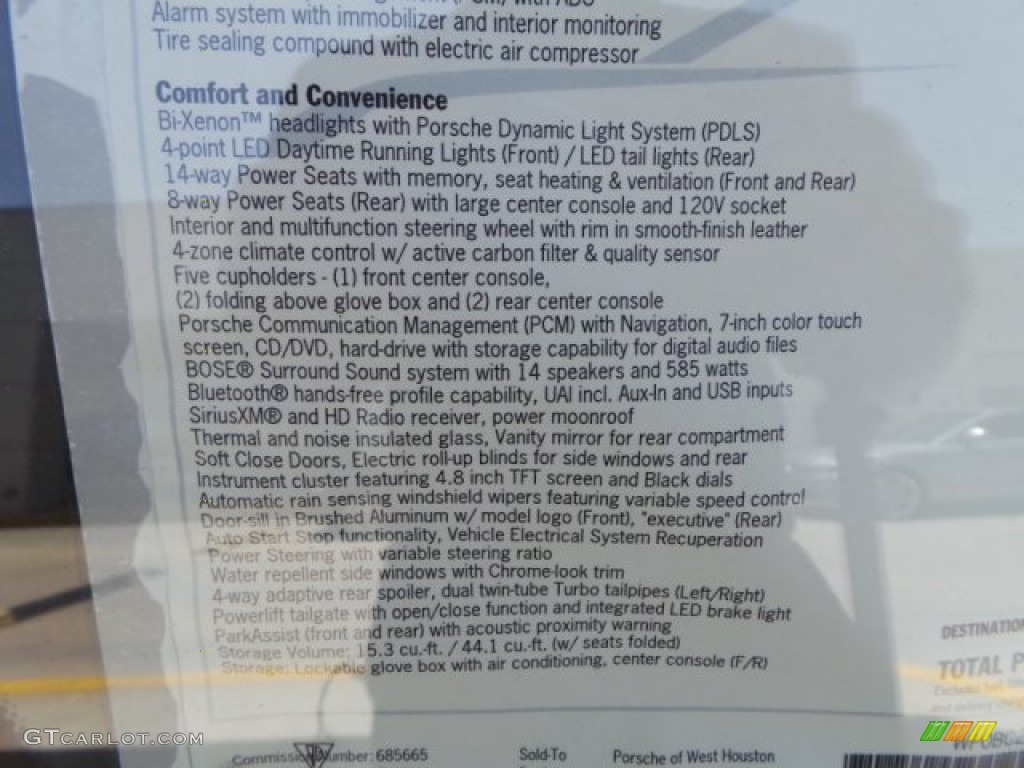 Alarm system with immobilizer and interior monitoring
Tire sealing compound with electric air compressor
Comfort and Convenience
Bi-Xenon™ headlights with Porsche Dynamic Light System (PDLS)
4-point LED Daytime Running Lights (Front) / LED tail lights (Rear)
14-way Power Seats with memory, seat heating & ventilation (Front and Rear)
8-way Power Seats (Rear) with large center console and 120V socket
Interior and multifunction steering wheel with rim in smooth-finish leather
4-zone climate control w/ active carbon filter & quality sensor
Five cupholders - (1) front center console,
(2) folding above glove box and (2) rear center console
Porsche Communication Management (PCM) with Navigation, 7-inch color touch
screen, CD/DVD, hard-drive with storage capability for digital audio files
BOSE® Surround Sound system with 14 speakers and 585 watts
Bluetooth® hands-free profile capability, UAI incl. Aux-In and USB inputs
SiriusXM® and HD Radio receiver, power moonroof
Thermal and noise insulated glass, Vanity mirror for rear compartment
Soft Close Doors, Electric roll-up blinds for side windows and rear
Instrument cluster featuring 4.8 inch TFT screen and Black dials
Automatic rain sensing windshield wipers featuring variable speed control
Door-sill in Brushed Aluminum w/ model logo (Front), "executive" (Rear)
Auto Start Stop functionality, Vehicle Electrical System Recuperation
Power Steering with variable steering ratio
Water repellent side windows with Chrome-look trim
4-way adaptive rear spoiler, dual twin-tube Turbo tailpipes (Left/Right)
Powerlift tailgate with open/close function and integrated LED brake light
ParkAssist (front and rear) with acoustic proximity warning
Storage Volume: 15.3 cu.-ft. / 44.1 cu.-ft. (w/ seats folded)
Storage: Lockable glove box with air conditioning, center console (F/R)
DESTINATION
TOTAL P
Commission Number: 685665 Sold-To Porsche of West Houston
GTCARLOT.COM